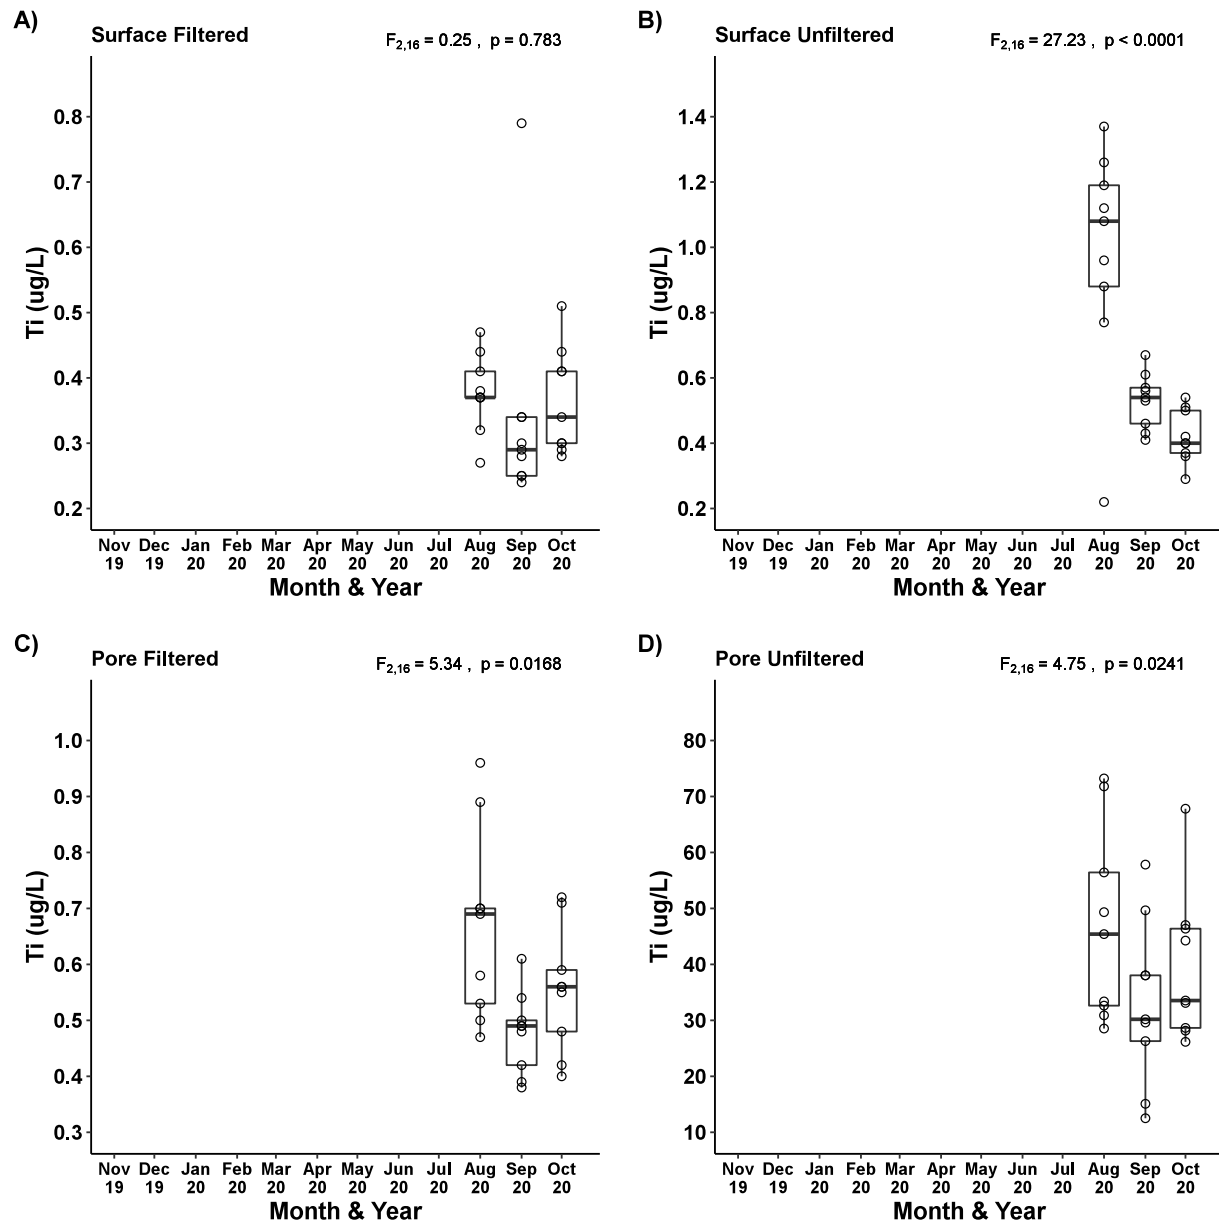 A)
Surface Filtered
F2,16 = 0.25 , p = 0.783
0.8
0.7
0.6
0.5
0.4
0.3
0.2
Ti (ug/L)
Nov Dec Jan Feb Mar Apr May Jun Jul Aug Sep Oct
19 19 20 20 20 20 20 20 20 20 20 20
Month & Year
B)
Surface Unfiltered
F2,16 = 27.23 , p < 0.0001
1.4
1.2
1.0
0.8
0.6
0.4
0.2
Ti (ug/L)
Nov Dec Jan Feb Mar Apr May Jun Jul Aug Sep Oct
19 19 20 20 20 20 20 20 20 20 20 20
Month & Year
C)
Pore Filtered
F2,16 = 5.34 , p = 0.0168
1.0
0.9
0.8
0.7
0.6
0.5
0.4
0.3
Ti (ug/L)
Nov Dec Jan Feb Mar Apr May Jun Jul Aug Sep Oct
19 19 20 20 20 20 20 20 20 20 20 20
Month & Year
D)
Pore Unfiltered
F2,16 = 4.75 , p = 0.0241
80
70
60
50
40
30
20
10
Ti (ug/L)
Nov Dec Jan Feb Mar Apr May Jun Jul Aug Sep Oct
19 19 20 20 20 20 20 20 20 20 20 20
Month & Year